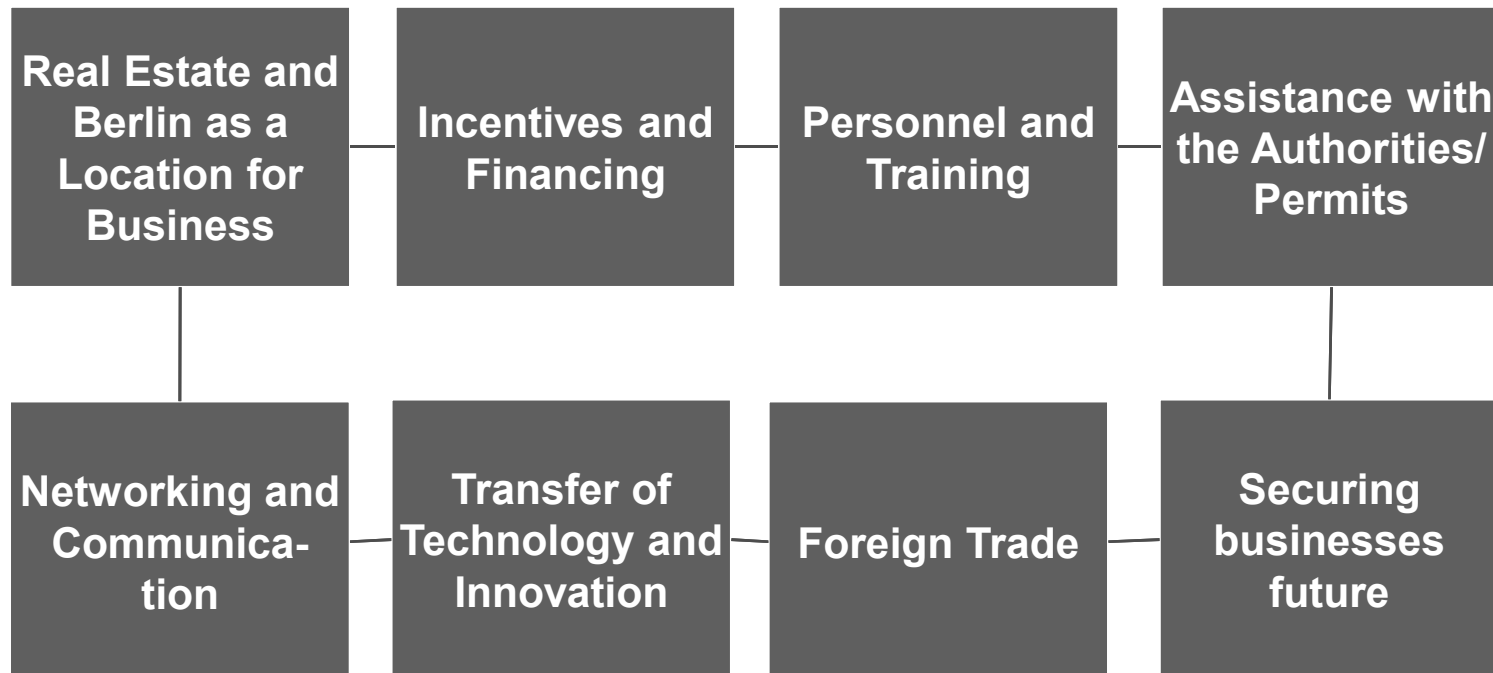 Real Estate and
Berlin as a
Location for
Business
Incentives and
Financing
Personnel and
Training
Assistance with
the Authorities/
Permits
Networking and
Communica-
tion
Transfer of
Technology and
Innovation
Foreign Trade
Securing
businesses
future